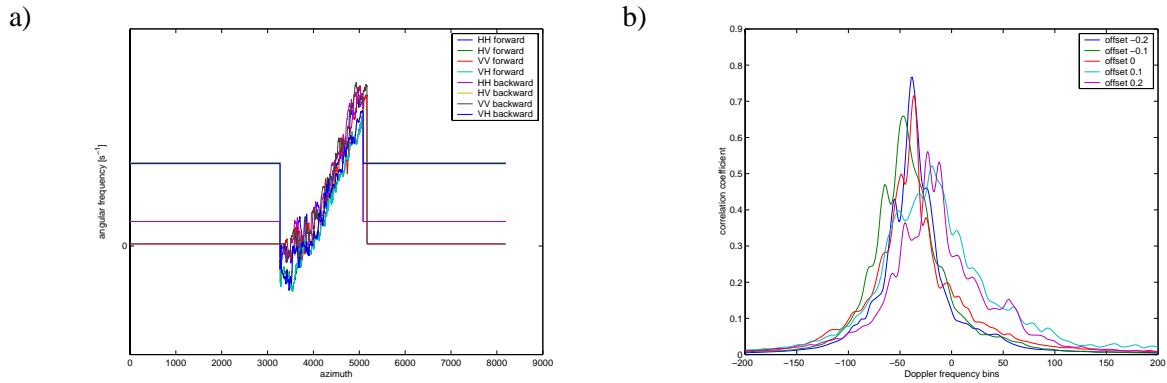 a)
angular frequency [s⁻¹]
0
0
1000
2000
3000
4000
5000
6000
7000
8000
9000
azimuth
HH forward
HV forward
VV forward
VH forward
HH backward
HV backward
VV backward
VH backward
b)
correlation coefficient
0.9
0.8
0.7
0.6
0.5
0.4
0.3
0.2
0.1
0
−200
−150
−100
−50
0
50
100
150
200
Doppler frequency bins
offset −0.2
offset −0.1
offset 0
offset 0.1
offset 0.2